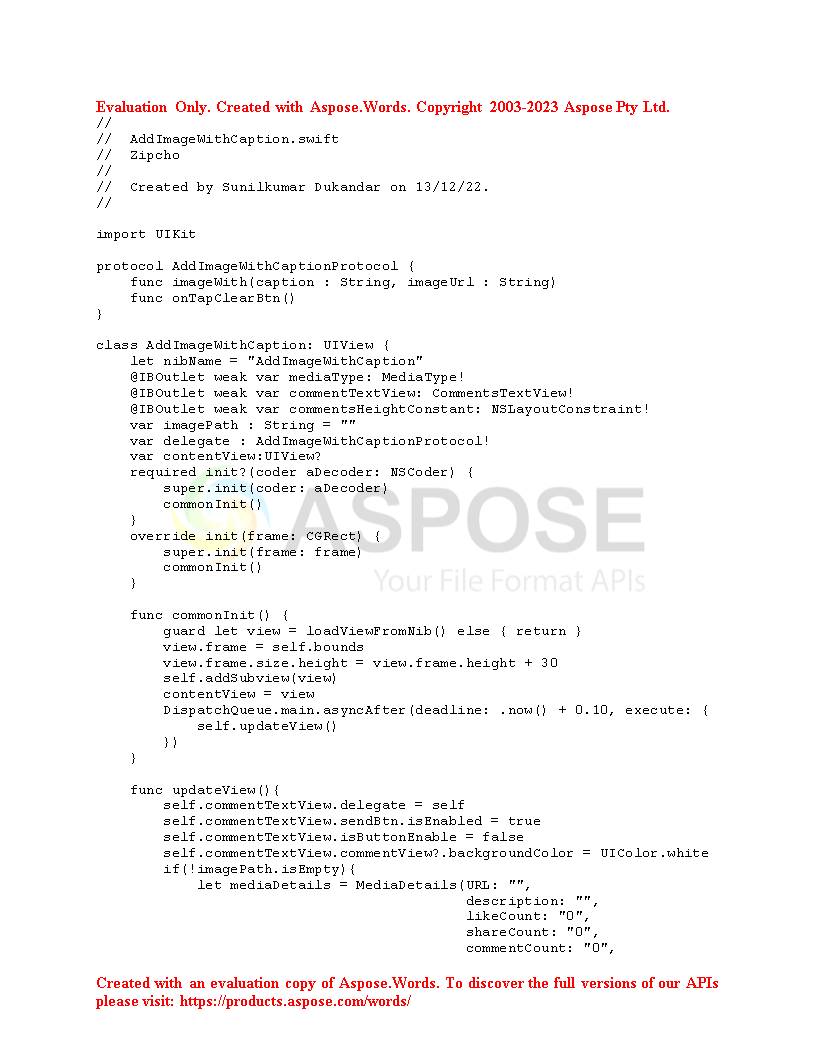 Evaluation Only. Created with Aspose.Words. Copyright 2003-2023 Aspose Pty Ltd.
//
//  AddImageWithCaption.swift
//  Zipcho
//
//  Created by Sunilkumar Dukandar on 13/12/22.
//

import UIKit

protocol AddImageWithCaptionProtocol {
    func imageWith(caption : String, imageUrl : String)
    func onTapClearBtn()
}

class AddImageWithCaption: UIView {
    let nibName = "AddImageWithCaption"
    @IBOutlet weak var mediaType: MediaType!
    @IBOutlet weak var commentTextView: CommentsTextView!
    @IBOutlet weak var commentsHeightConstant: NSLayoutConstraint!
    var imagePath : String = ""
    var delegate : AddImageWithCaptionProtocol!
    var contentView:UIView?
    required init?(coder aDecoder: NSCoder) {
        super.init(coder: aDecoder)
        commonInit()
    }
    override init(frame: CGRect) {
        super.init(frame: frame)
        commonInit()
    }
ASPOSE
Your File Format APIs

    func commonInit() {
        guard let view = loadViewFromNib() else { return }
        view.frame = self.bounds
        view.frame.size.height = view.frame.height + 30
        self.addSubview(view)
        contentView = view
        DispatchQueue.main.asyncAfter(deadline: .now() + 0.10, execute: {
            self.updateView()
        })
    }

    func updateView(){
        self.commentTextView.delegate = self
        self.commentTextView.sendBtn.isEnabled = true
        self.commentTextView.isButtonEnable = false
        self.commentTextView.commentView?.backgroundColor = UIColor.white
        if(!imagePath.isEmpty){
            let mediaDetails = MediaDetails(URL: "",
                                            description: "",
                                            likeCount: "0",
                                            shareCount: "0",
                                            commentCount: "0",

Created with an evaluation copy of Aspose.Words. To discover the full versions of our APIs
please visit: https://products.aspose.com/words/